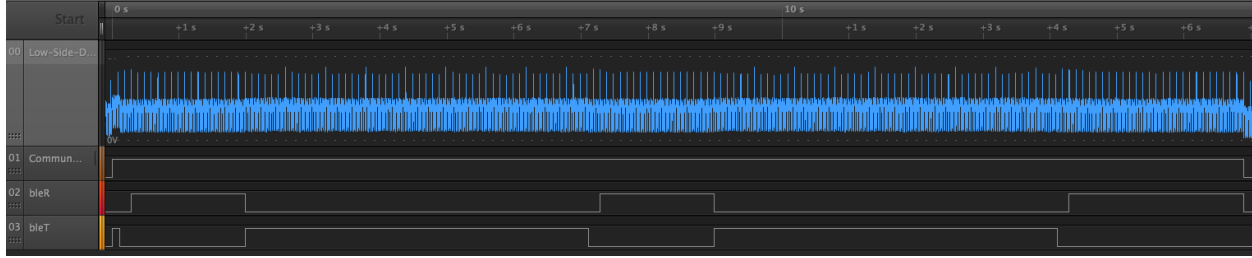 Start
0 s
10 s
+1 s +2 s +3 s +4 s +5 s +6 s +7 s +8 s +9 s +1 s +2 s +3 s +4 s +5 s +6 s
00 Low-Side-D...
0V
01 Commun...
02 bleR
03 bleT